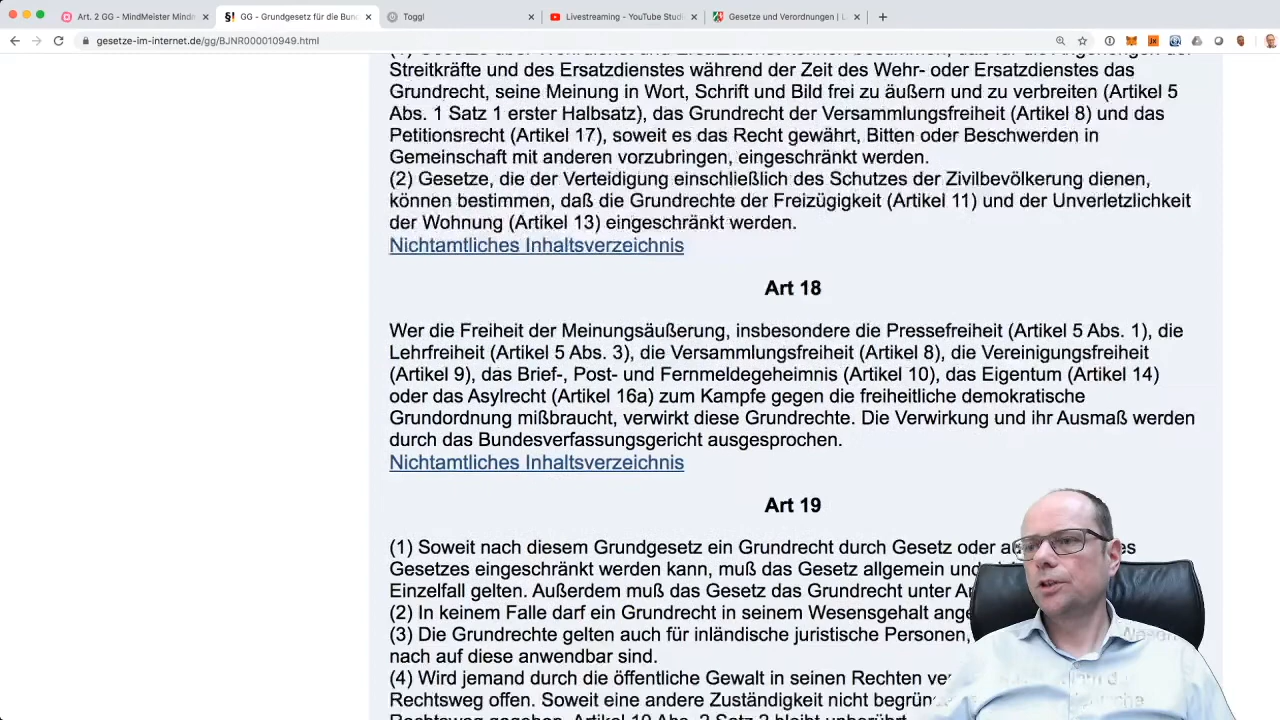 Art. 2 GG - MindMeister Mindm
GG - Grundgesetz für die Bund
Toggl
Livestreaming - YouTube Studi
Gesetze und Verordnungen | L
gesetze-im-internet.de/gg/BJNR000010949.html
Streitkräfte und des Ersatzdienstes während der Zeit des Wehr- oder Ersatzdienstes das
Grundrecht, seine Meinung in Wort, Schrift und Bild frei zu äußern und zu verbreiten (Artikel 5
Abs. 1 Satz 1 erster Halbsatz), das Grundrecht der Versammlungsfreiheit (Artikel 8) und das
Petitionsrecht (Artikel 17), soweit es das Recht gewährt, Bitten oder Beschwerden in
Gemeinschaft mit anderen vorzubringen, eingeschränkt werden.
(2) Gesetze, die der Verteidigung einschließlich des Schutzes der Zivilbevölkerung dienen,
können bestimmen, daß die Grundrechte der Freizügigkeit (Artikel 11) und der Unverletzlichkeit
der Wohnung (Artikel 13) eingeschränkt werden.
Nichtamtliches Inhaltsverzeichnis
Art 18
Wer die Freiheit der Meinungsäußerung, insbesondere die Pressefreiheit (Artikel 5 Abs. 1), die
Lehrfreiheit (Artikel 5 Abs. 3), die Versammlungsfreiheit (Artikel 8), die Vereinigungsfreiheit
(Artikel 9), das Brief-, Post- und Fernmeldegeheimnis (Artikel 10), das Eigentum (Artikel 14)
oder das Asylrecht (Artikel 16a) zum Kampfe gegen die freiheitliche demokratische
Grundordnung mißbraucht, verwirkt diese Grundrechte. Die Verwirkung und ihr Ausmaß werden
durch das Bundesverfassungsgericht ausgesprochen.
Nichtamtliches Inhaltsverzeichnis
Art 19
(1) Soweit nach diesem Grundgesetz ein Grundrecht durch Gesetz oder
Gesetzes eingeschränkt werden kann, muß das Gesetz allgemein
Einzelfall gelten. Außerdem muß das Gesetz das Grundrecht unter
(2) In keinem Falle darf ein Grundrecht in seinem Wesensgehalt
(3) Die Grundrechte gelten auch für inländische juristische Personen,
nach auf diese anwendbar sind.
(4) Wird jemand durch die öffentliche Gewalt in seinen Rechten
Rechtsweg offen. Soweit eine andere Zuständigkeit nicht